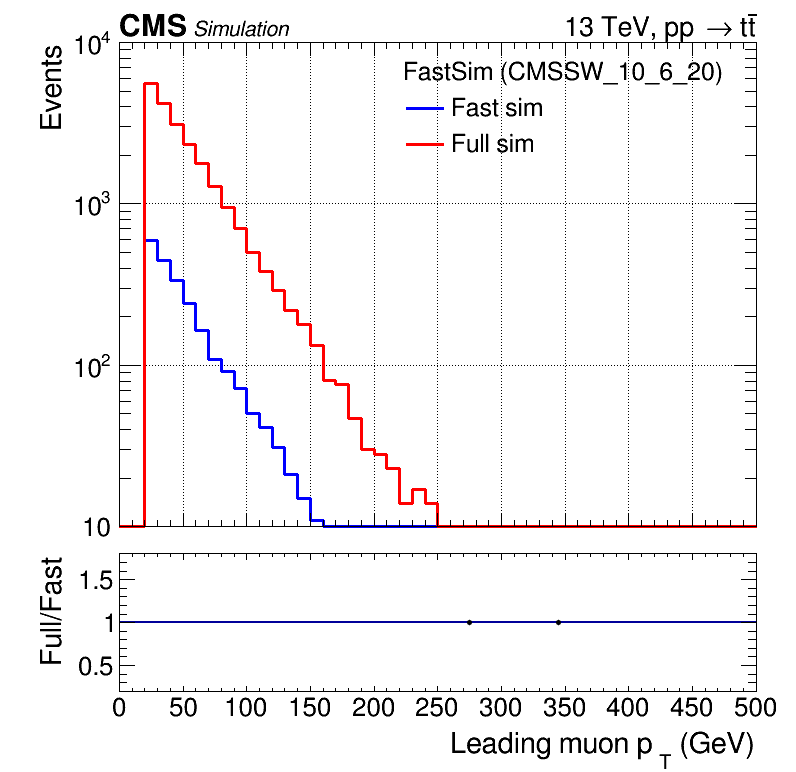 CMS Simulation 13 TeV, pp → tt̄
Events
10⁴
10³
10²
10
FastSim (CMSSW_10_6_20)
Fast sim
Full sim
Full/Fast
1.5
1
0.5
0 50 100 150 200 250 300 350 400 450 500
Leading muon p_T (GeV)